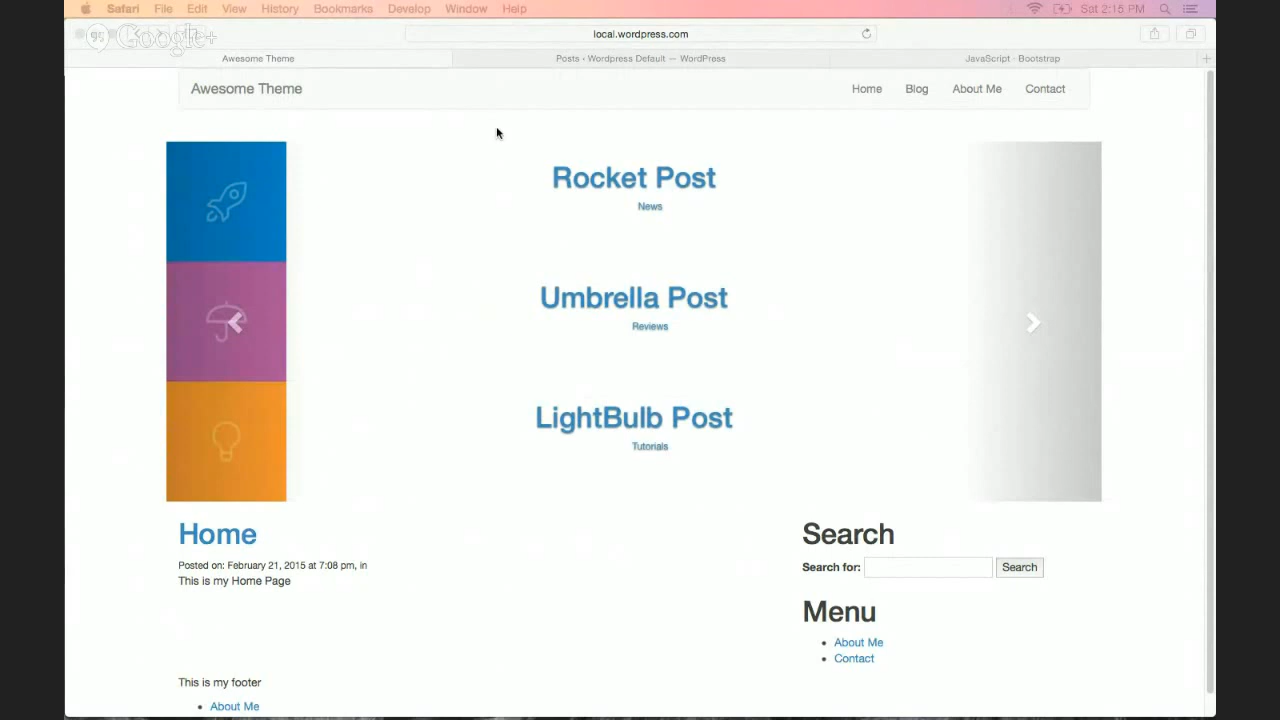 Safari File Edit View History Bookmarks Develop Window Help Sat 2:15 PM
Google+
local.wordpress.com
Awesome Theme Posts ‹ Wordpress Default — WordPress JavaScript · Bootstrap
Awesome Theme Home Blog About Me Contact
Rocket Post
News
Umbrella Post
Reviews
LightBulb Post
Tutorials
Home
Posted on: February 21, 2015 at 7:08 pm, in
This is my Home Page
Search
Search for: Search
Menu
About Me
Contact
This is my footer
About Me